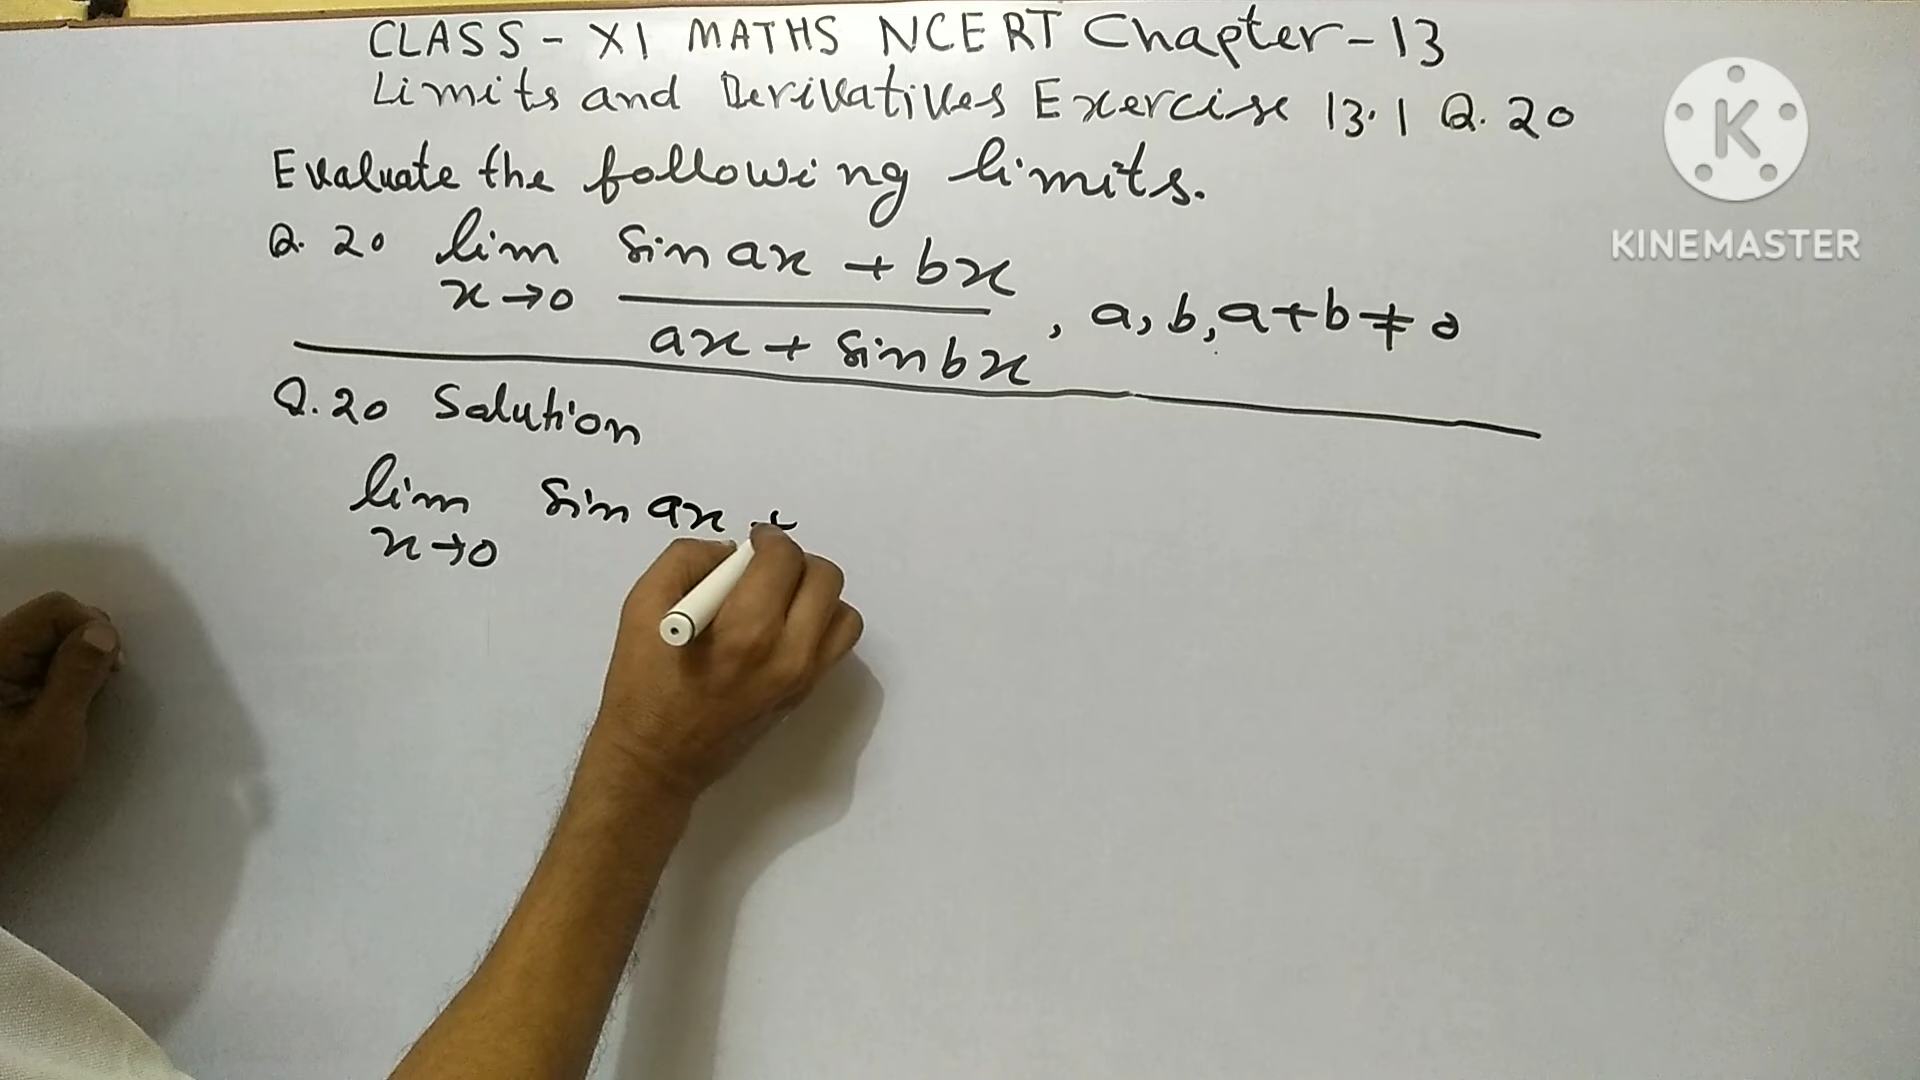 CLASS - XI MATHS NCERT Chapter - 13
Limits and Derivatives Exercise 13.1 Q. 20
Evaluate the following limits.
Q. 20 lim x→0 (sin ax + bx) / (ax + sin bx), a, b, a+b ≠ 0
Q. 20 Solution
lim x→0 sin ax +
K
KINEMASTER